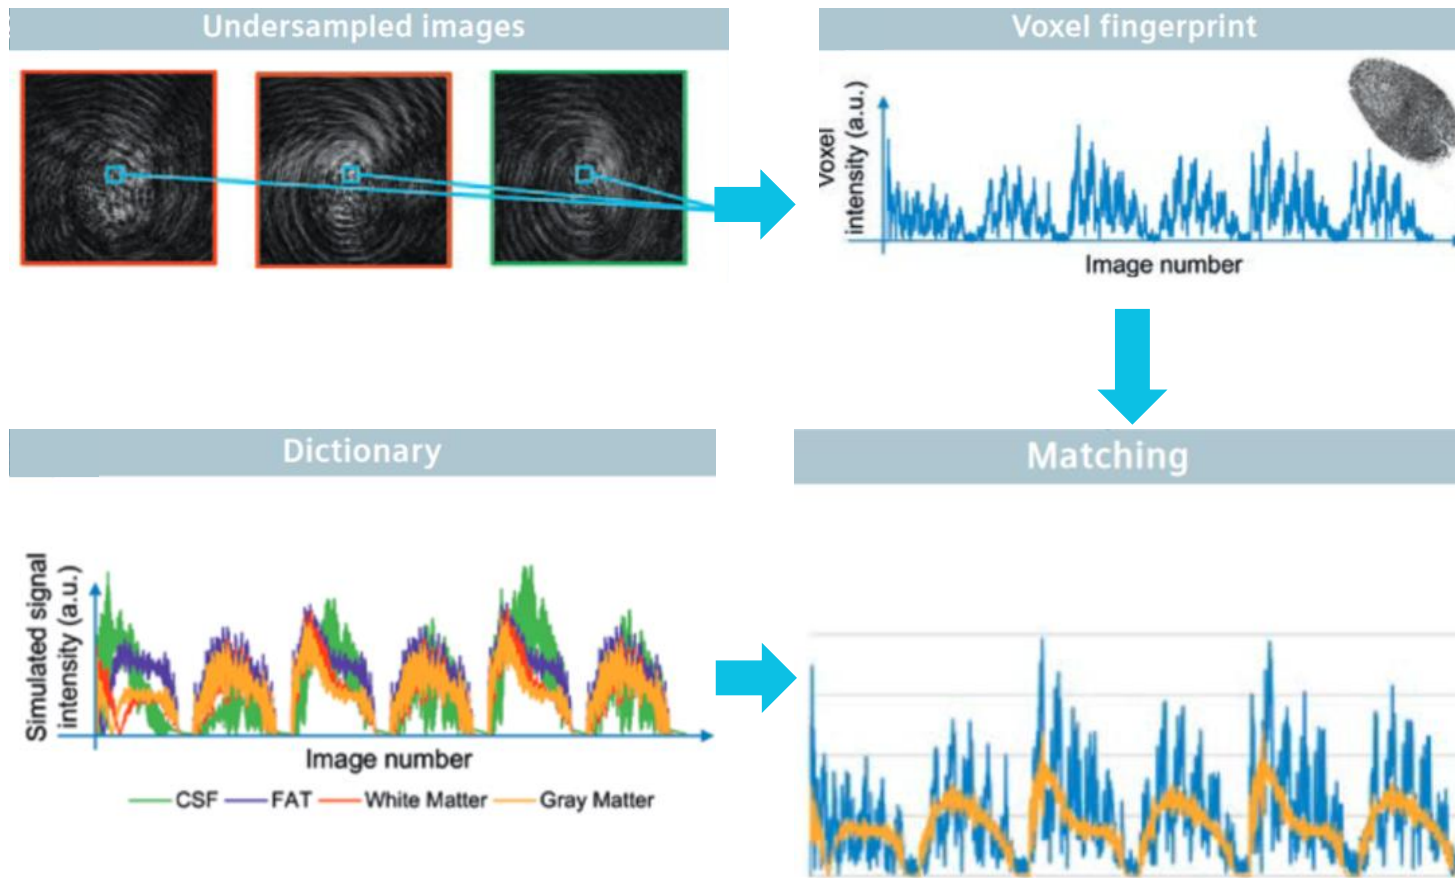 Undersampled images
Voxel fingerprint
Voxel
intensity (a.u.)
Image number
Dictionary
Matching
Simulated signal
intensity (a.u.)
Image number
CSF FAT White Matter Gray Matter